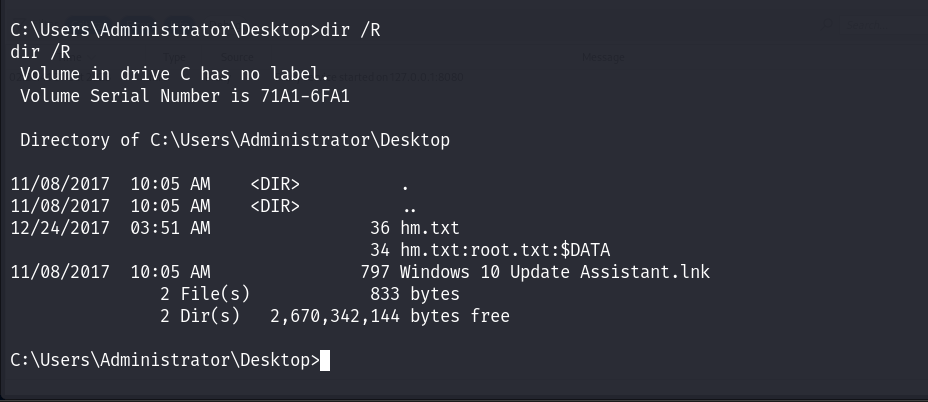 C:\Users\Administrator\Desktop>dir /R
dir /R
 Volume in drive C has no label.
 Volume Serial Number is 71A1-6FA1

 Directory of C:\Users\Administrator\Desktop

11/08/2017  10:05 AM    <DIR>          .
11/08/2017  10:05 AM    <DIR>          ..
12/24/2017  03:51 AM                36 hm.txt
                                    34 hm.txt:root.txt:$DATA
11/08/2017  10:05 AM               797 Windows 10 Update Assistant.lnk
               2 File(s)            833 bytes
               2 Dir(s)   2,670,342,144 bytes free

C:\Users\Administrator\Desktop>